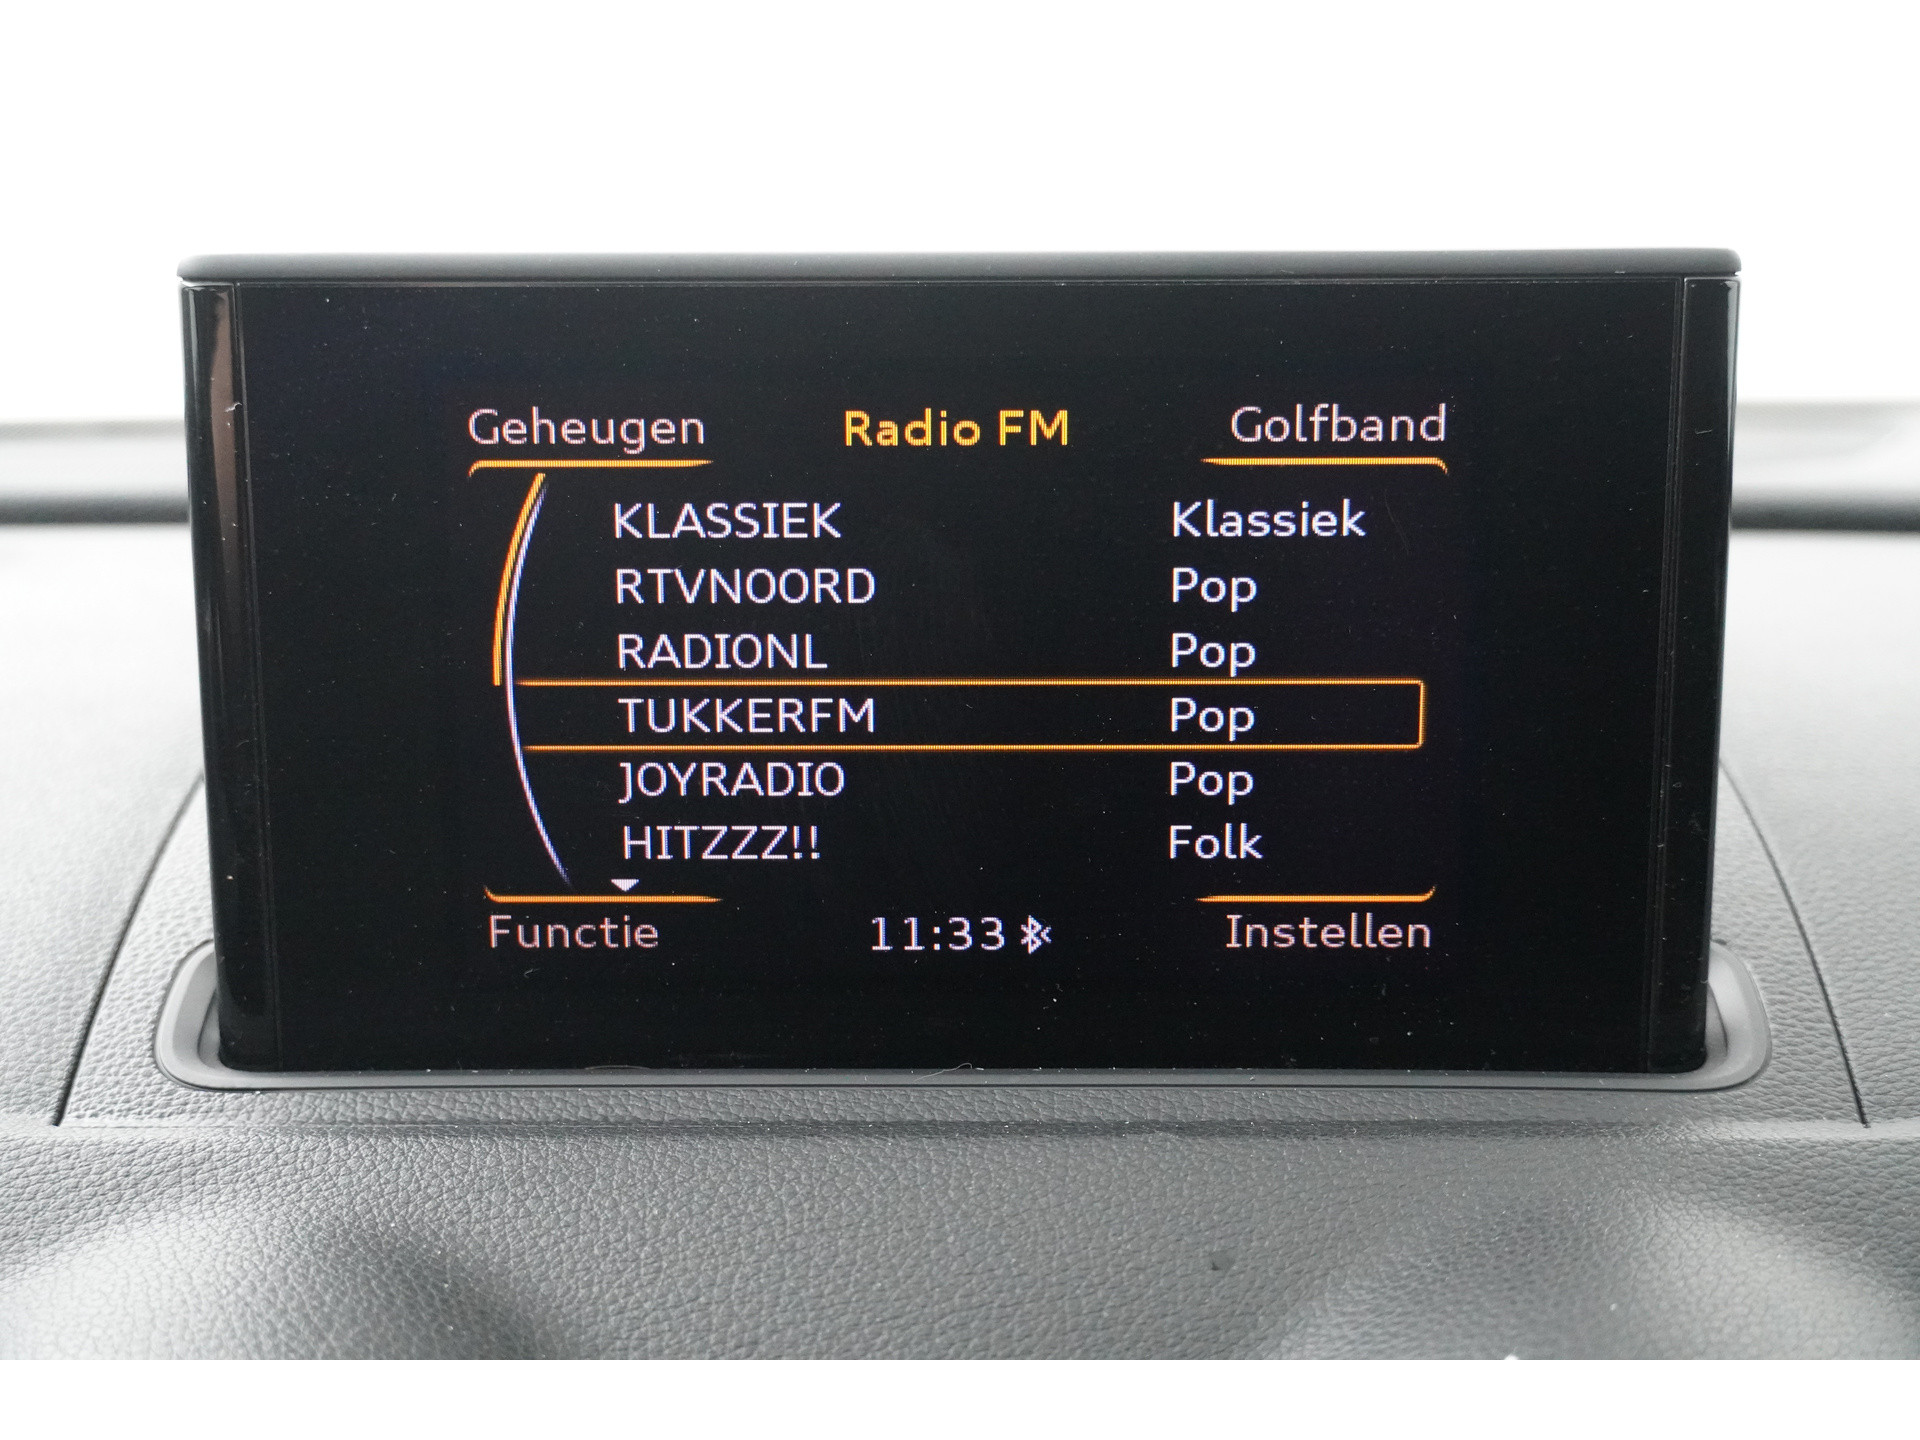 Geheugen Radio FM Golfband
KLASSIEK Klassiek
RTVNOORD Pop
RADIONL Pop
TUKKERFM Pop
JOYRADIO Pop
HITZZZ!! Folk
Functie 11:33 Instellen